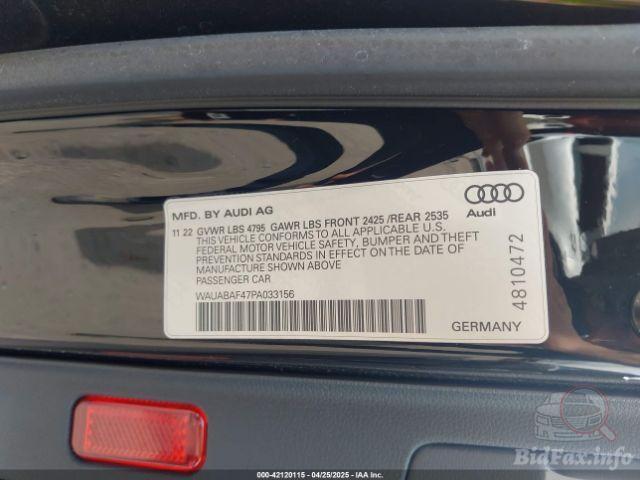 MFD. BY AUDI AG
Audi
11 22 GVWR LBS 4795 GAWR LBS FRONT 2425 /REAR 2535
THIS VEHICLE CONFORMS TO ALL APPLICABLE U.S.
FEDERAL MOTOR VEHICLE SAFETY, BUMPER AND THEFT
PREVENTION STANDARDS IN EFFECT ON THE DATE OF
MANUFACTURE SHOWN ABOVE
PASSENGER CAR
WAUABAF47PA033156
GERMANY
4810472
BidFax.info
000-42120115 - 04/25/2025 - IAA Inc.